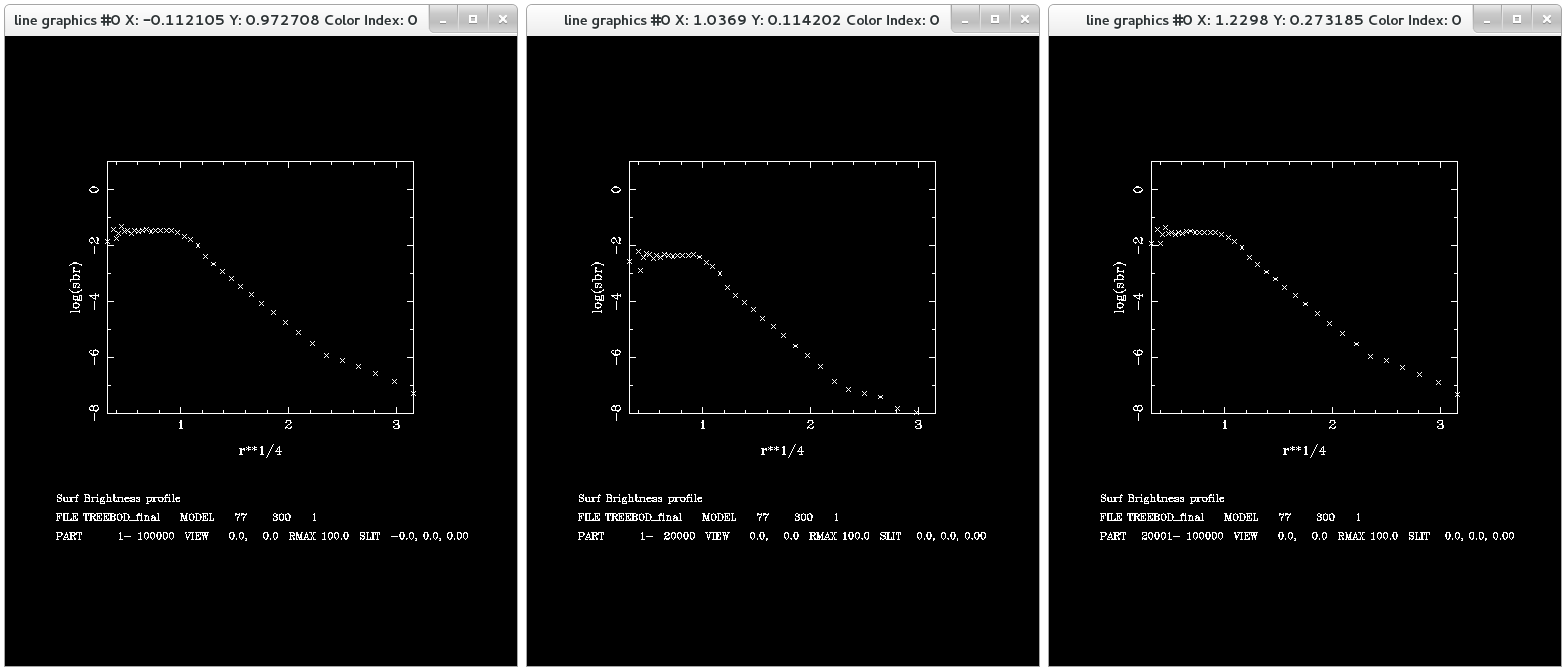 line graphics #0 X: -0.112105 Y: 0.972708 Color Index: 0
0
-2
-4
-6
-8
log(sbr)
1 2 3
r**1/4
Surf Brightness profile
FILE TREEBOD_final MODEL 77 300 1
PART 1- 100000 VIEW 0.0, 0.0 RMAX 100.0 SLIT -0.0, 0.0, 0.00
line graphics #0 X: 1.0369 Y: 0.114202 Color Index: 0
0
-2
-4
-6
-8
log(sbr)
1 2 3
r**1/4
Surf Brightness profile
FILE TREEBOD_final MODEL 77 300 1
PART 1- 20000 VIEW 0.0, 0.0 RMAX 100.0 SLIT 0.0, 0.0, 0.00
line graphics #0 X: 1.2298 Y: 0.273185 Color Index: 0
0
-2
-4
-6
-8
log(sbr)
1 2 3
r**1/4
Surf Brightness profile
FILE TREEBOD_final MODEL 77 300 1
PART 20001- 100000 VIEW 0.0, 0.0 RMAX 100.0 SLIT 0.0, 0.0, 0.00